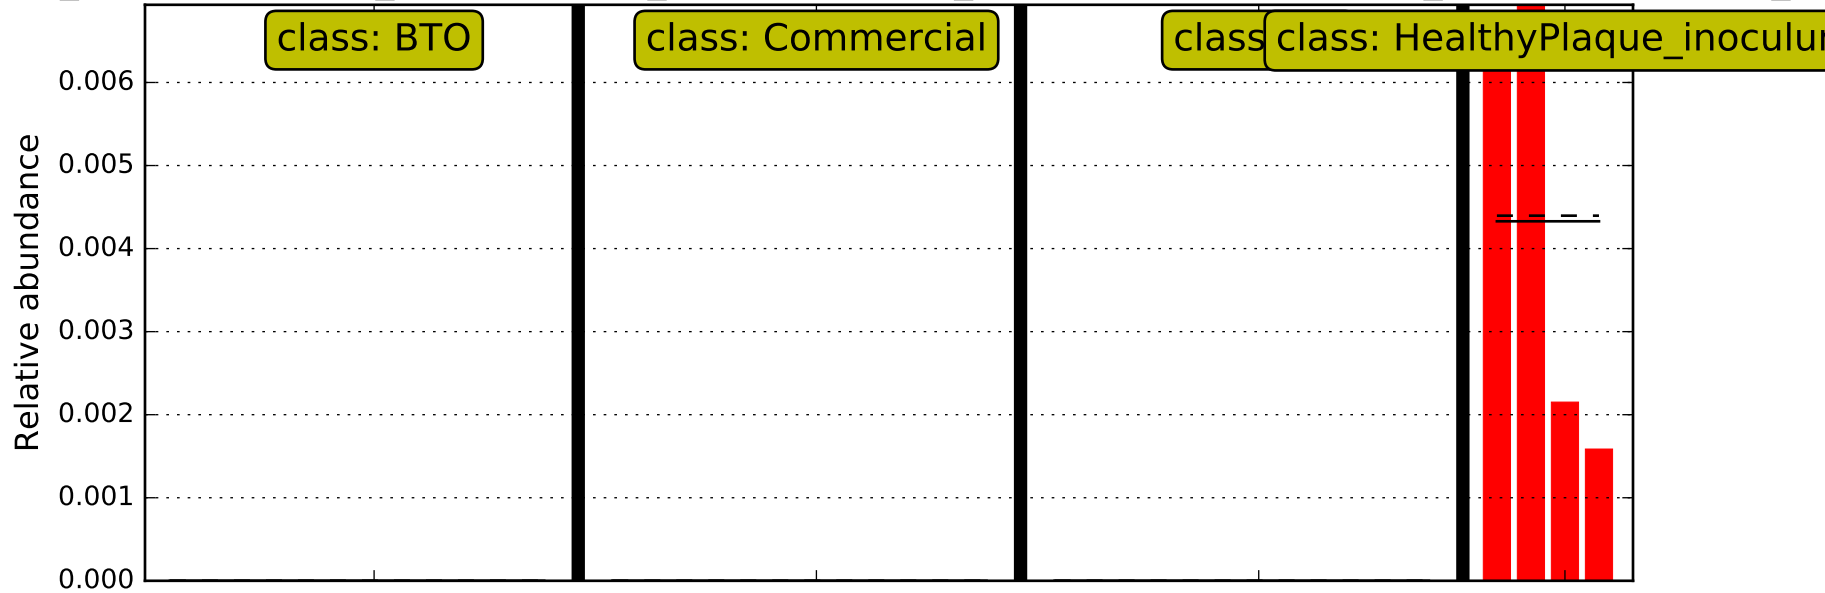 class: BTO
class: Commercial
class
class: HealthyPlaque_inoculu
0.006
0.005
0.004
0.003
0.002
0.001
0.000
Relative abundance